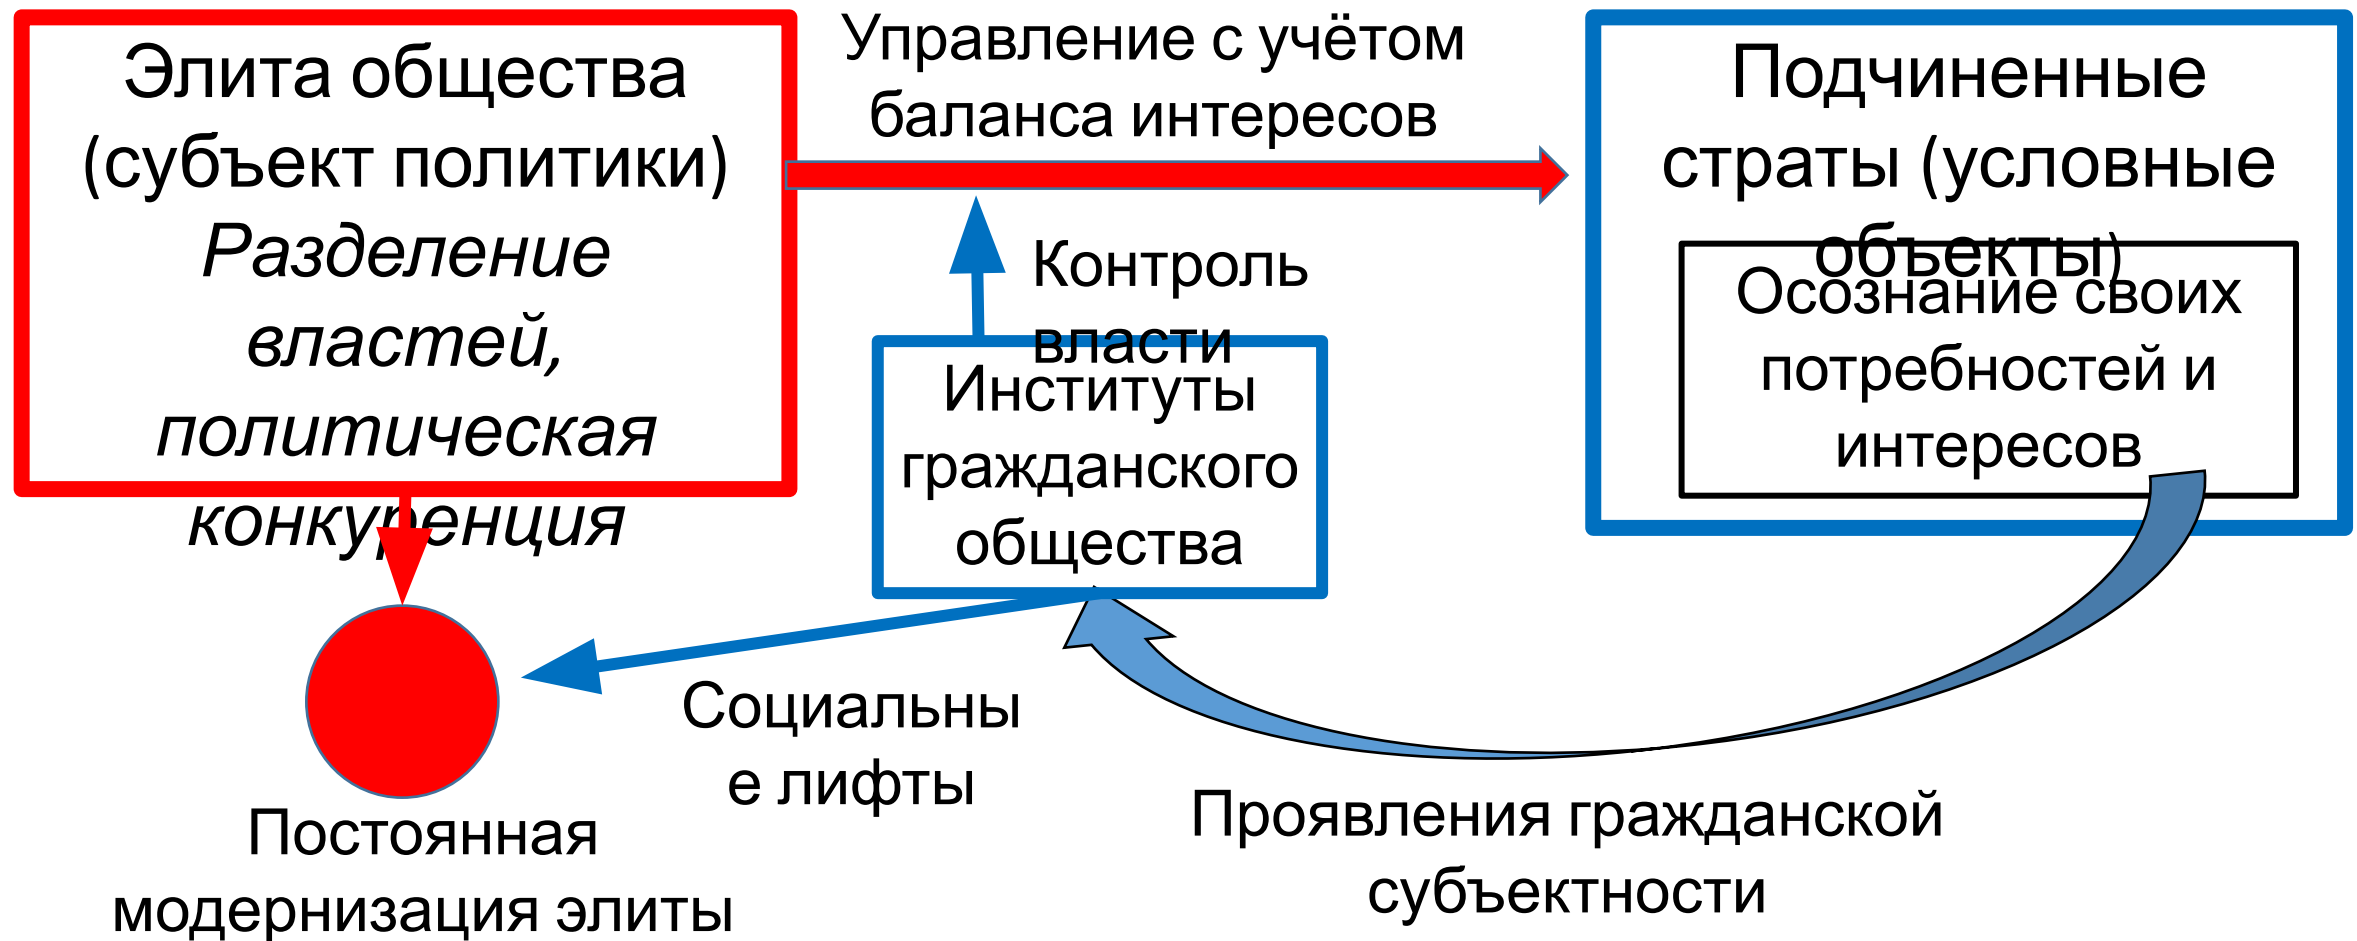 Элита общества
(субъект политики)
Разделение
властей,
политическая
конкуренция
Управление с учётом
баланса интересов
Подчиненные
страты (условные
объекты)
Осознание своих
потребностей и
интересов
Контроль
власти
Институты
гражданского
общества
Социальны
е лифты
Постоянная
модернизация элиты
Проявления гражданской
субъектности